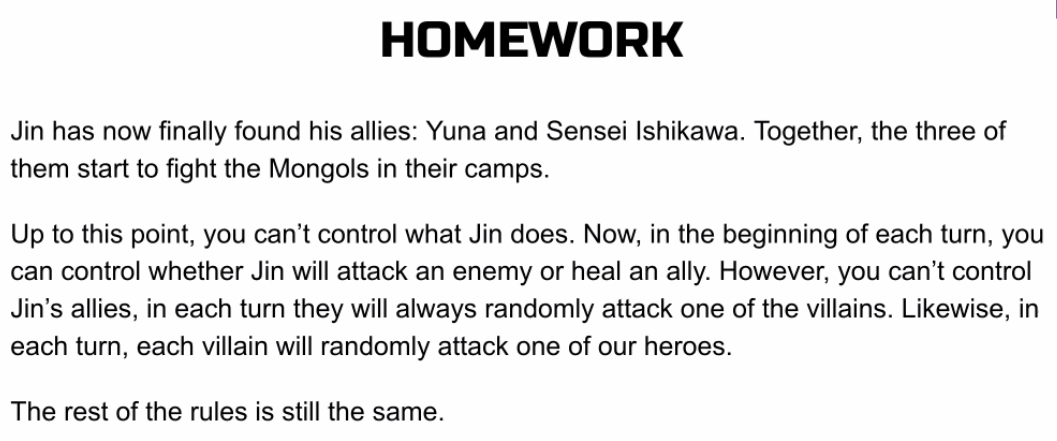 HOMEWORK
Jin has now finally found his allies: Yuna and Sensei Ishikawa. Together, the three of
them start to fight the Mongols in their camps.
Up to this point, you can’t control what Jin does. Now, in the beginning of each turn, you
can control whether Jin will attack an enemy or heal an ally. However, you can’t control
Jin’s allies, in each turn they will always randomly attack one of the villains. Likewise, in
each turn, each villain will randomly attack one of our heroes.
The rest of the rules is still the same.